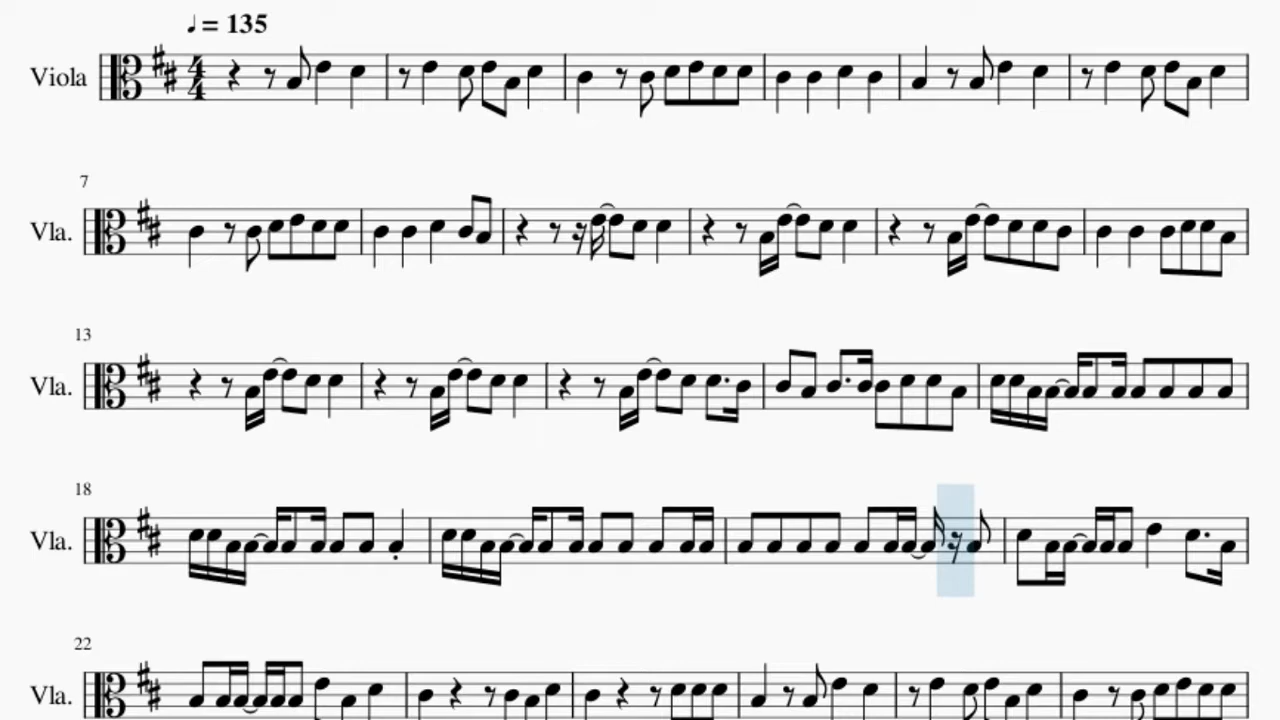 ♩ = 135
Viola 4/4
7
Vla.
13
Vla.
18
Vla.
22
Vla.